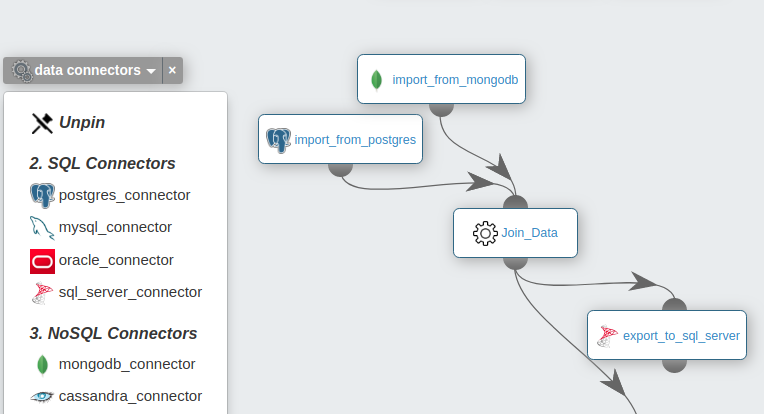 data connectors ×
Unpin
2. SQL Connectors
postgres_connector
mysql_connector
oracle_connector
sql_server_connector
3. NoSQL Connectors
mongodb_connector
cassandra_connector
import_from_mongodb
import_from_postgres
Join_Data
export_to_sql_server